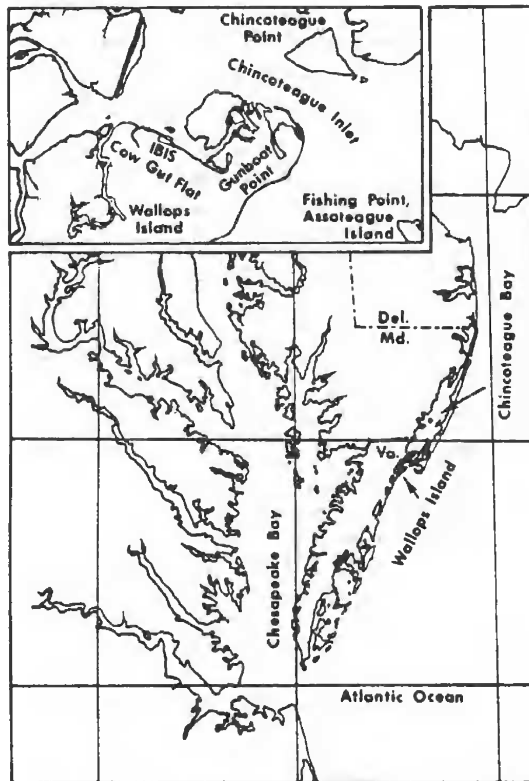 Chincoteague
Point
Chincoteague Inlet
IBIS
Cow Gut Flat
Gunboat
Point
Wallops
Island
Fishing Point,
Assateague
Island
Del.
Md.
Chincoteague Bay
Va.
Wallops Island
Chesapeake Bay
Atlantic Ocean